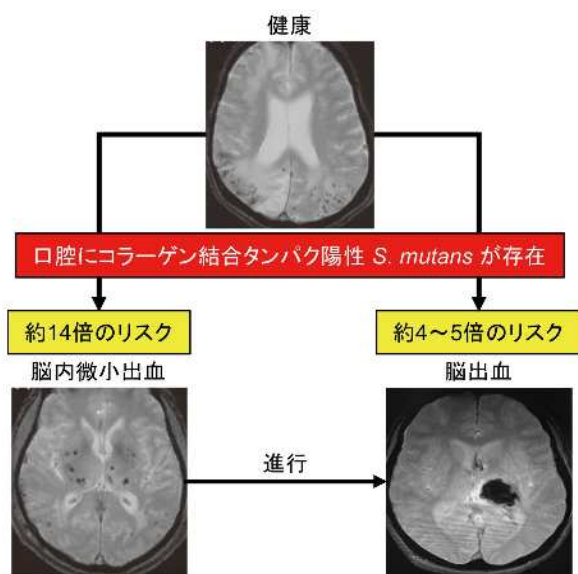 健康
口腔にコラーゲン結合タンパク陽性 S. mutans が存在
約14倍のリスク
約4～5倍のリスク
脳内微小出血
脳出血
進行